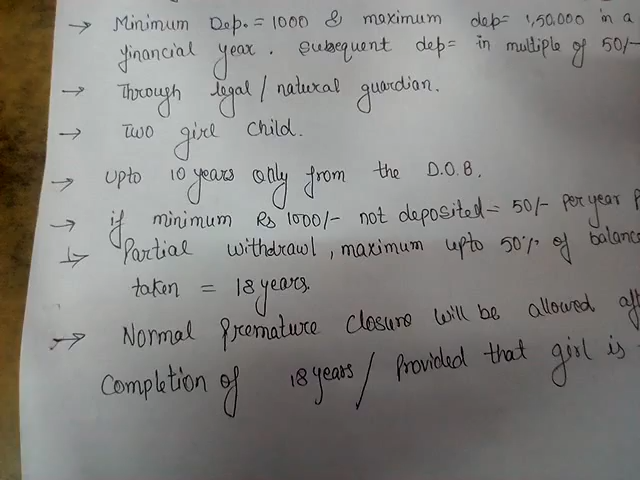 → Minimum Dep. = 1000 & maximum dep= 1,50,000 in a
financial year. Subsequent dep= in multiple of 50/-
→ Through legal / natural guardian.
→ Two girl child.
→ upto 10 years only from the D.O.B.
→ if minimum Rs 1000/- not deposited = 50/- per year
→ Partial withdrawl, maximum upto 50% of balance
taken = 18 years.
→ Normal Premature closure will be allowed
Completion of 18 years / Provided that girl is